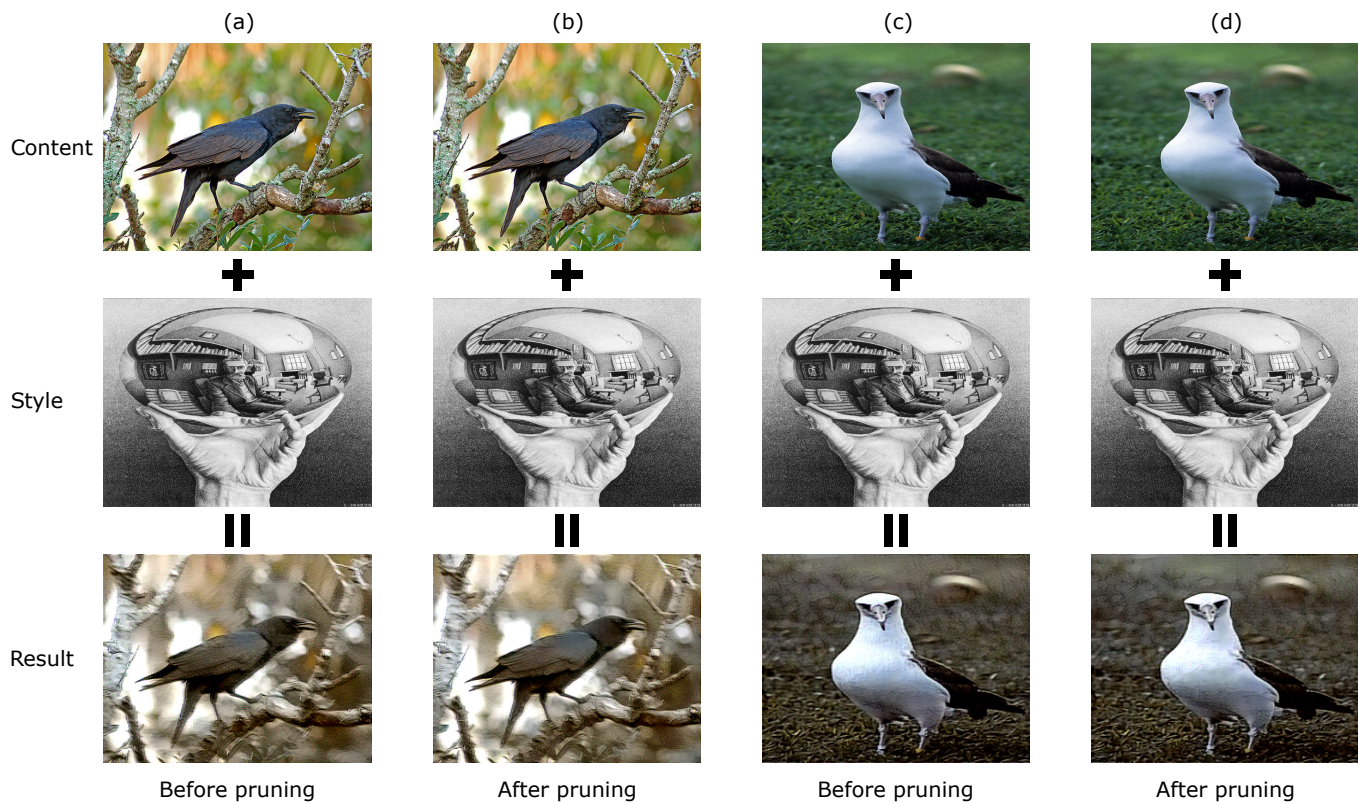 (a) (b) (c) (d)
Content
Style
Result
Before pruning After pruning Before pruning After pruning